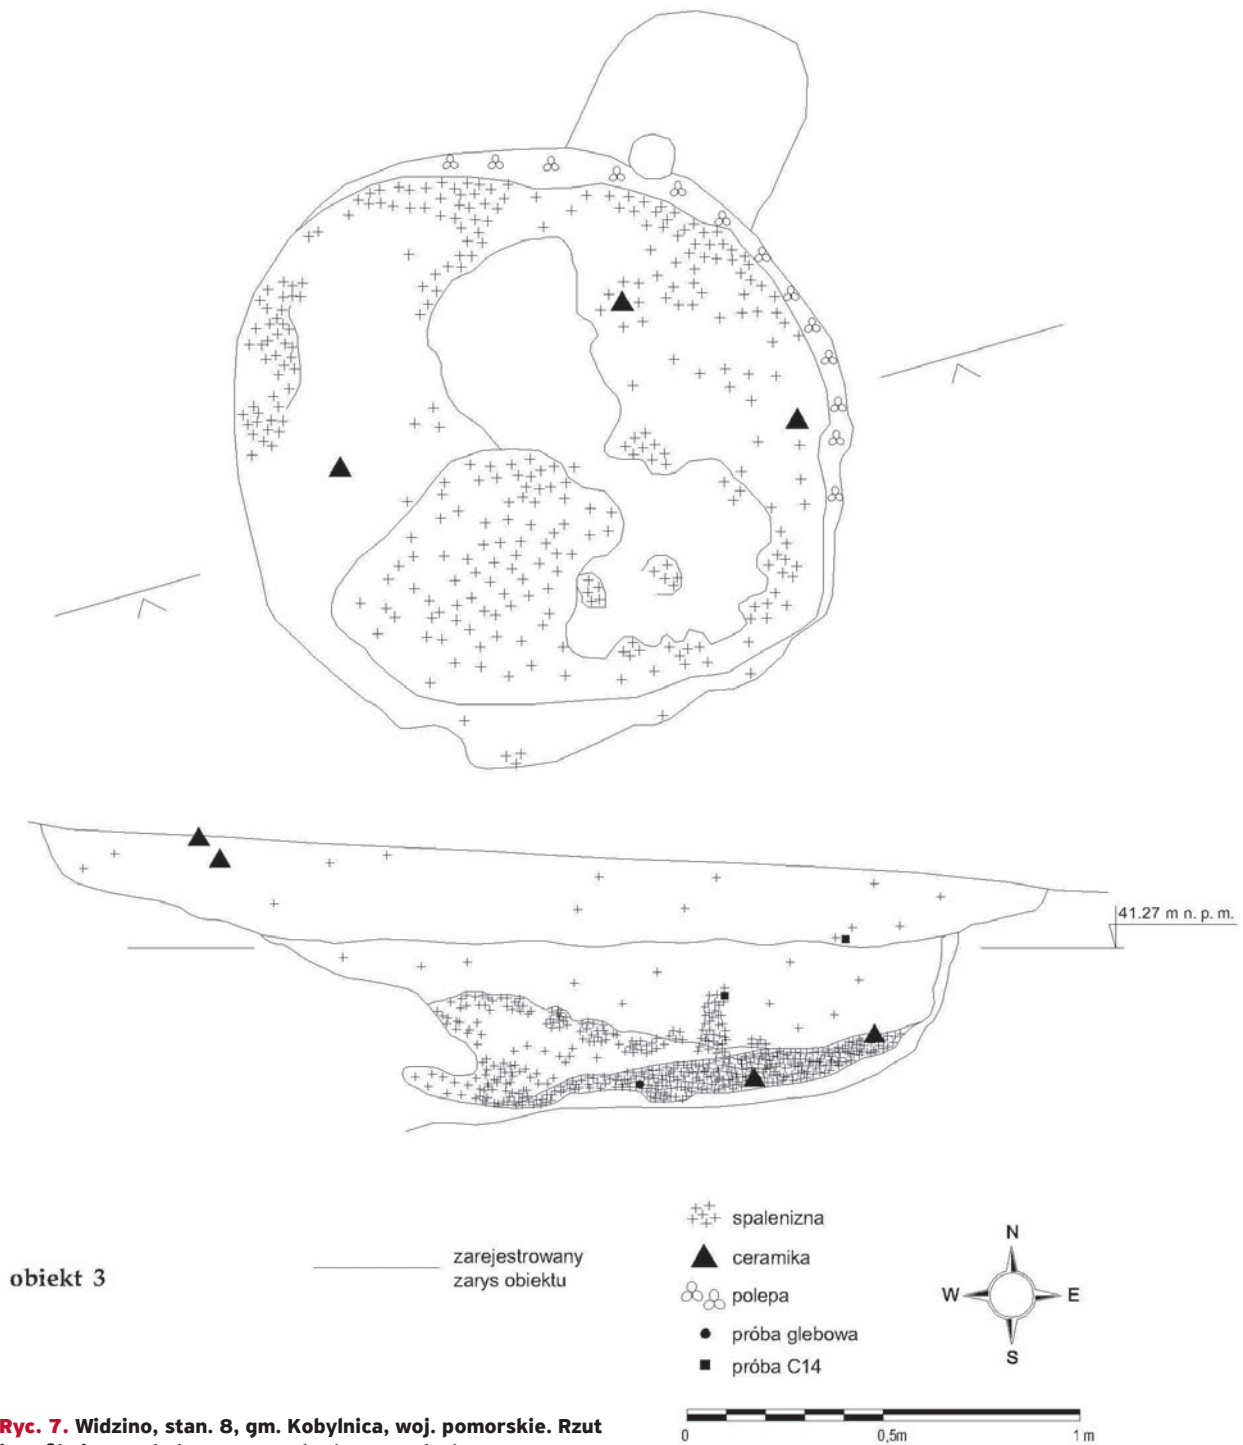 41.27 m n. p. m.
obiekt 3
zarejestrowany
zarys obiektu
spalenizna
ceramika
polepa
próba glebowa
próba C14
N
W E
S
0 0,5m 1 m
Ryc. 7. Widzino, stan. 8, gm. Kobylnica, woj. pomorskie. Rzut